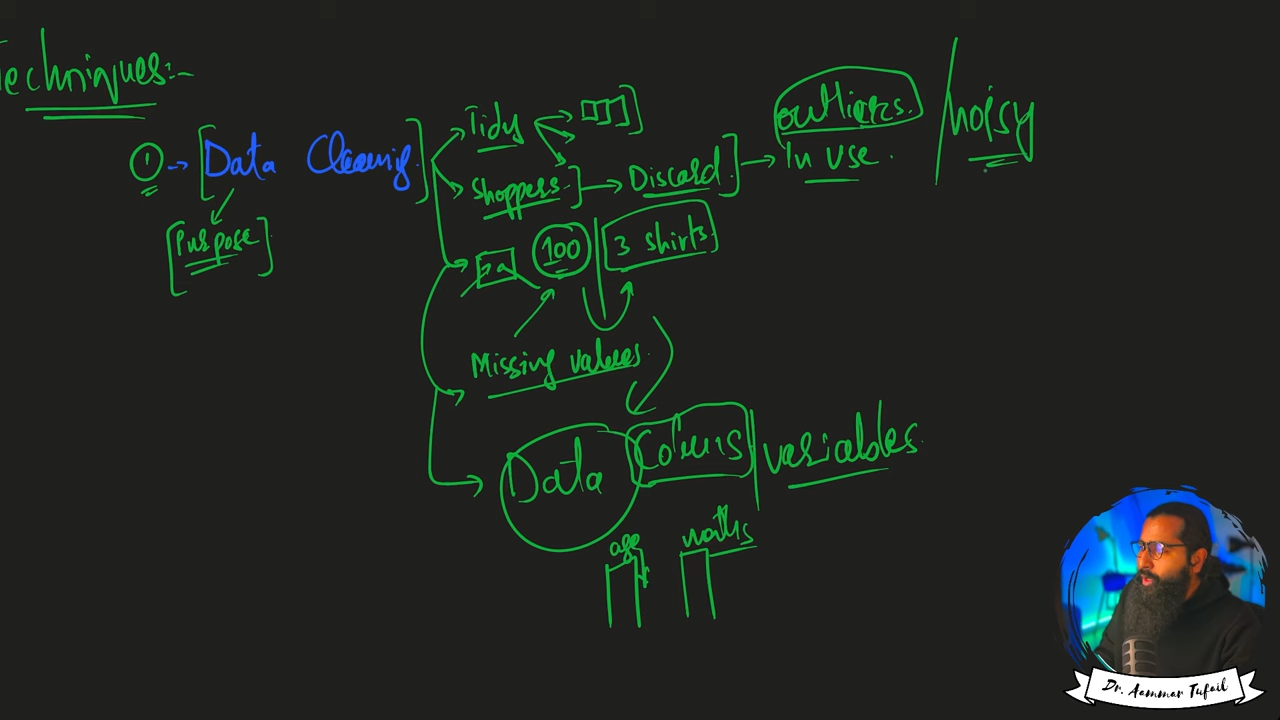 Techniques:-
① → [Data Cleaning]
[Purpose]
Tidy
Shoppers
Discard
outliers.
In use.
noisy
100
3 shirts.
Missing values.
Data
Colums
variables.
age
Dr. Aammar Tufail